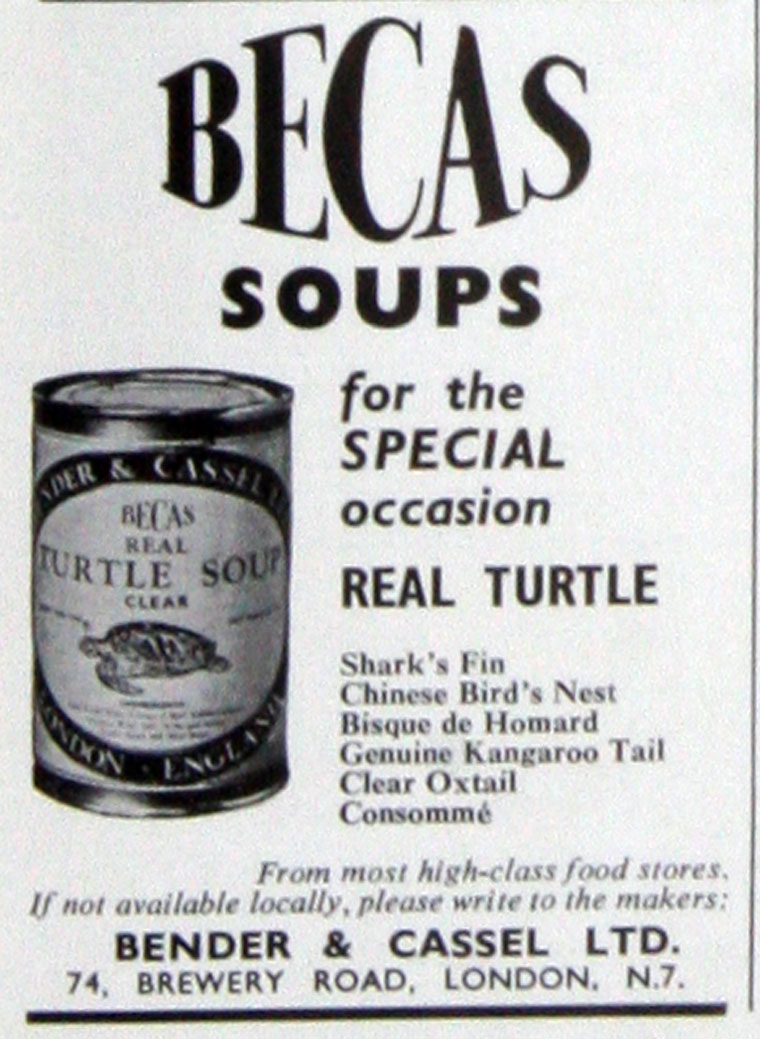 BECAS
SOUPS
for the
SPECIAL
occasion
REAL TURTLE
Shark's Fin
Chinese Bird's Nest
Bisque de Homard
Genuine Kangaroo Tail
Clear Oxtail
Consommé
& CASSEL
BECAS
REAL
TURTLE SOUP
CLEAR
LONDON · ENGLAND
From most high-class food stores.
If not available locally, please write to the makers:
BENDER & CASSEL LTD.
74, BREWERY ROAD, LONDON, N.7.